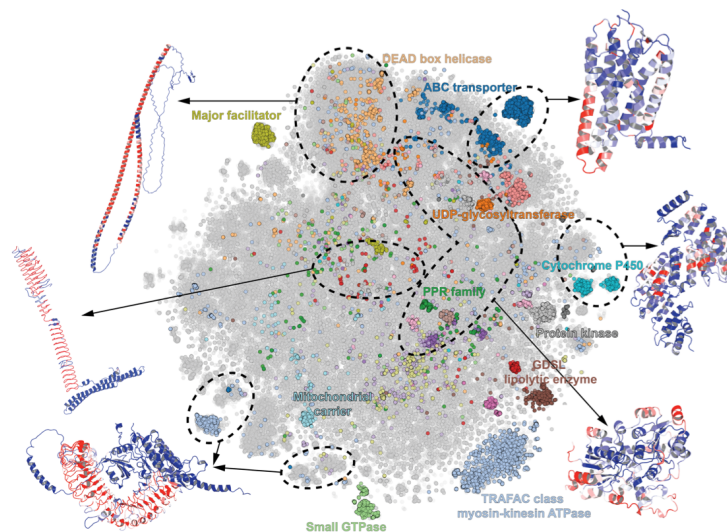 DEAD box helicase
ABC transporter
Major facilitator
UDP-glycosyltransferase
Cytochrome P450
PPR family
Protein kinase
GDSL
lipolytic enzyme
Mitochondrial
carrier
TRAFAC class
myosin-kinesin ATPase
Small GTPase